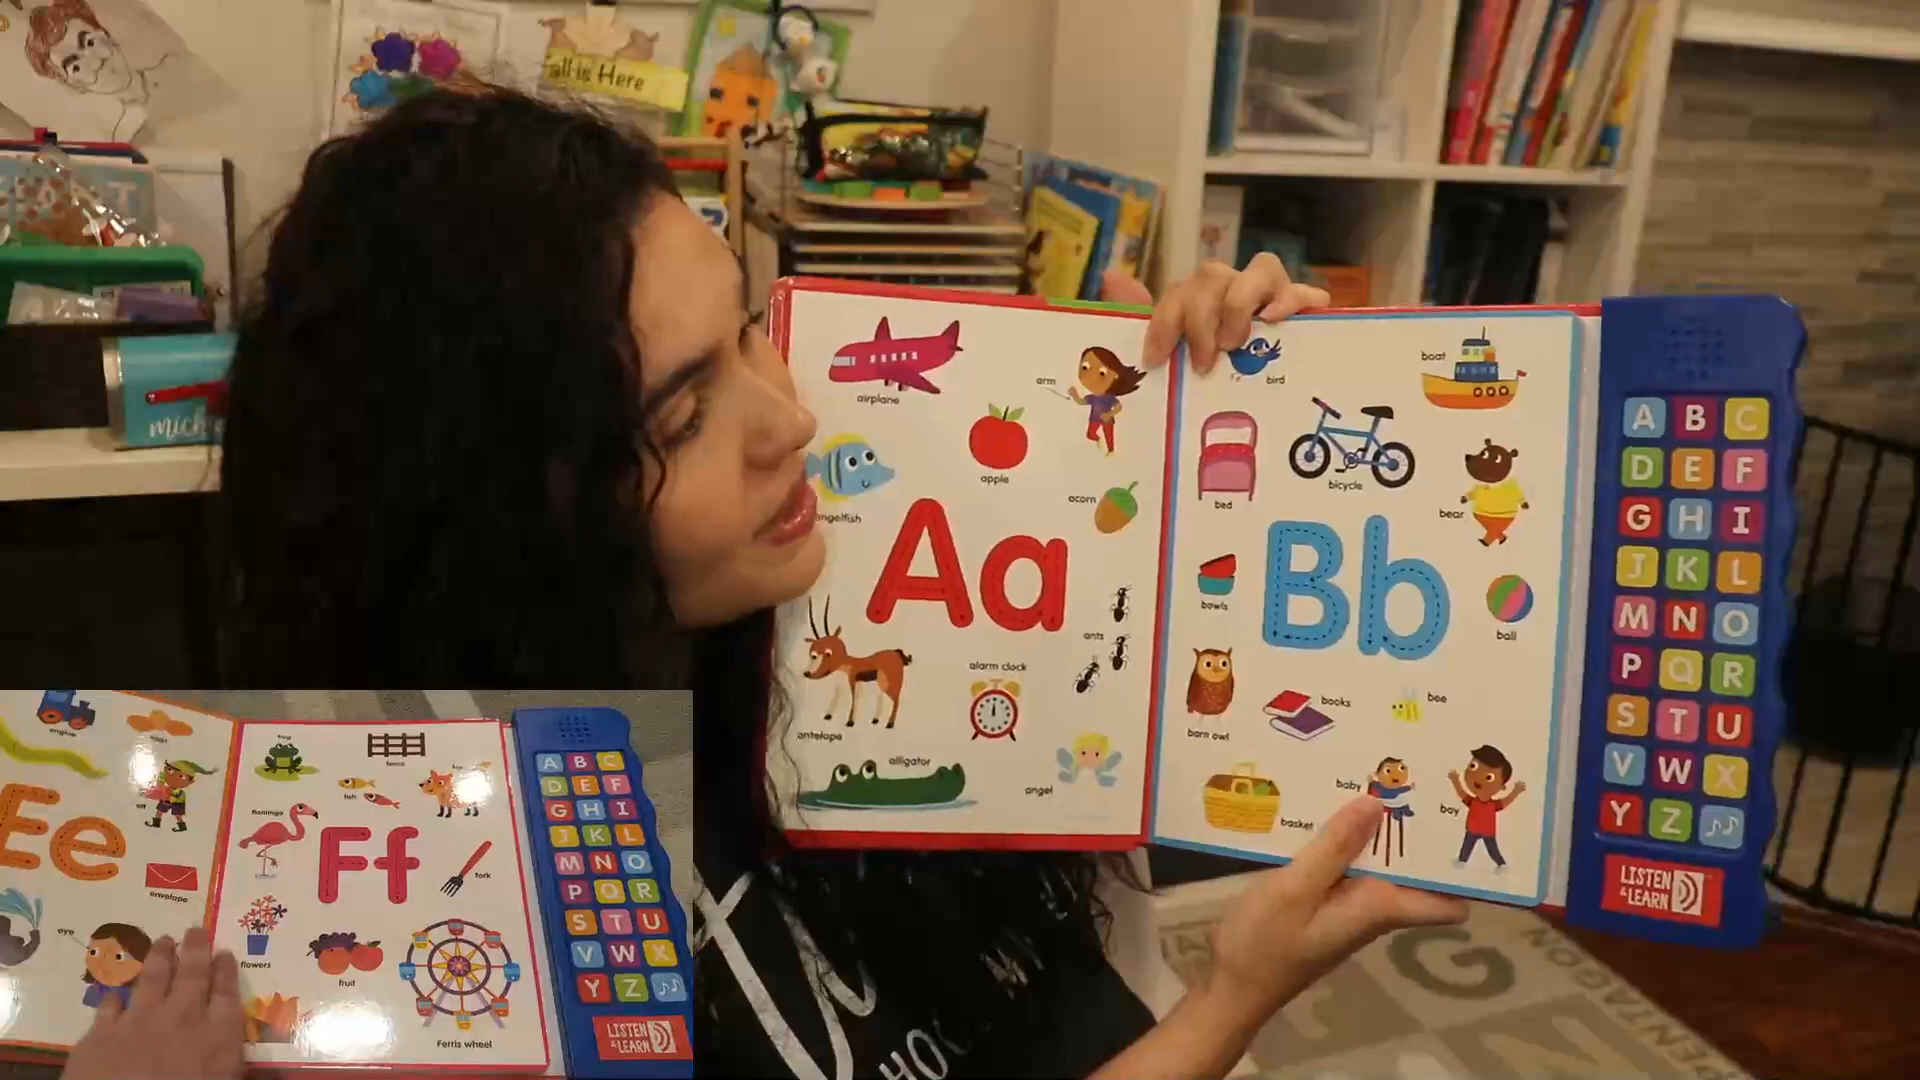 Fall is Here
airplane
arm
apple
angelfish
acorn
Aa
ants
antelope
alarm clock
alligator
angel
bird
boat
bed
bicycle
bear
bowls
Bb
ball
barn owl
books
bee
basket
baby
boy
A B C
D E F
G H I
J K L
M N O
P Q R
S T U
V W X
Y Z
LISTEN
& LEARN
engine
eggs
elf
Ee
envelope
eye
frog
fence
fish
flamingo
Ff
fork
flowers
fruit
Ferris wheel
A B C
D E F
G H I
J K L
M N O
P Q R
S T U
V W X
Y Z
LISTEN
& LEARN
G
PENTAGON